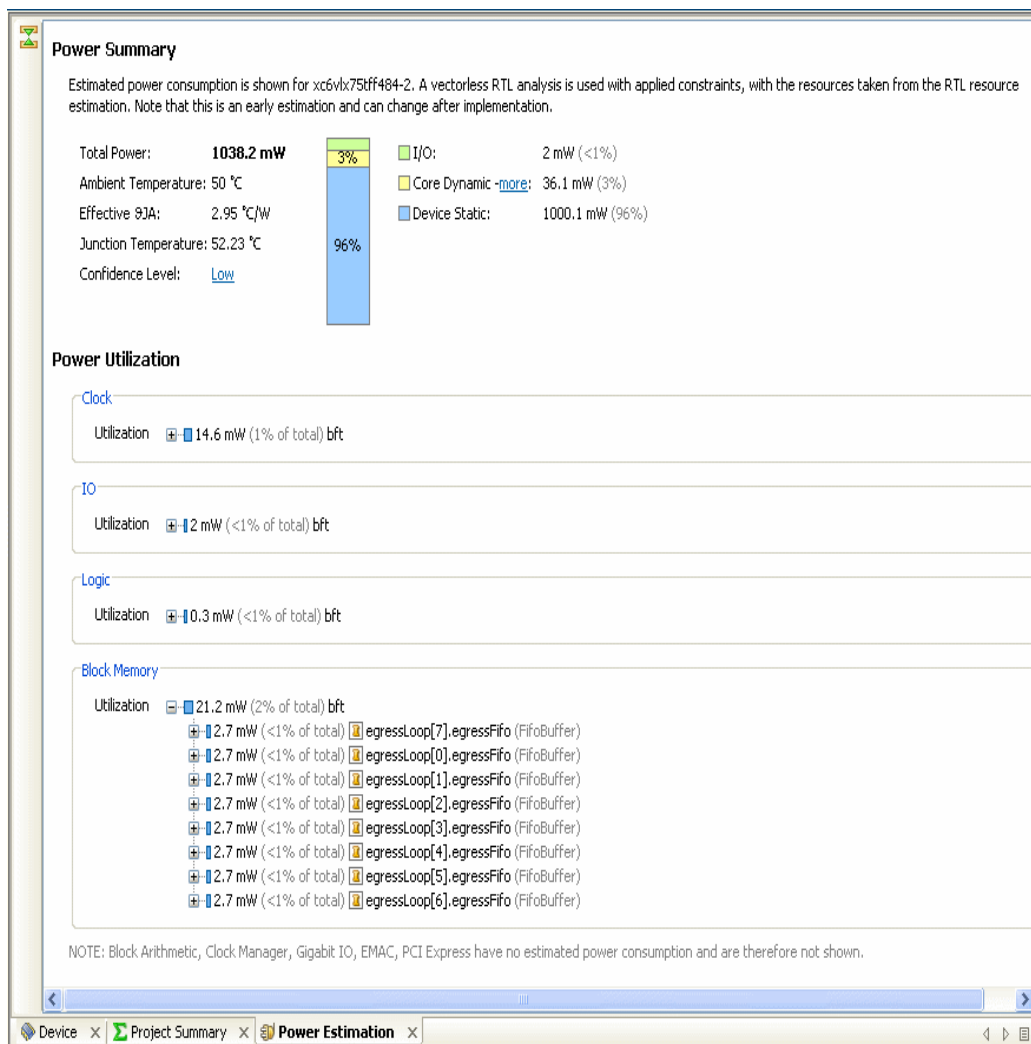 Power Summary
Estimated power consumption is shown for xc6vlx75tff484-2. A vectorless RTL analysis is used with applied constraints, with the resources taken from the RTL resource
estimation. Note that this is an early estimation and can change after implementation.
Total Power: 1038.2 mW
Ambient Temperature: 50 °C
Effective ϑJA: 2.95 °C/W
Junction Temperature: 52.23 °C
Confidence Level: Low
3%
96%
I/O: 2 mW (<1%)
Core Dynamic -more: 36.1 mW (3%)
Device Static: 1000.1 mW (96%)
Power Utilization
Clock
Utilization 14.6 mW (1% of total) bft
IO
Utilization 2 mW (<1% of total) bft
Logic
Utilization 0.3 mW (<1% of total) bft
Block Memory
Utilization 21.2 mW (2% of total) bft
2.7 mW (<1% of total) egressLoop[7].egressFifo (FifoBuffer)
2.7 mW (<1% of total) egressLoop[0].egressFifo (FifoBuffer)
2.7 mW (<1% of total) egressLoop[1].egressFifo (FifoBuffer)
2.7 mW (<1% of total) egressLoop[2].egressFifo (FifoBuffer)
2.7 mW (<1% of total) egressLoop[3].egressFifo (FifoBuffer)
2.7 mW (<1% of total) egressLoop[4].egressFifo (FifoBuffer)
2.7 mW (<1% of total) egressLoop[5].egressFifo (FifoBuffer)
2.7 mW (<1% of total) egressLoop[6].egressFifo (FifoBuffer)
NOTE: Block Arithmetic, Clock Manager, Gigabit IO, EMAC, PCI Express have no estimated power consumption and are therefore not shown.
Device Project Summary Power Estimation